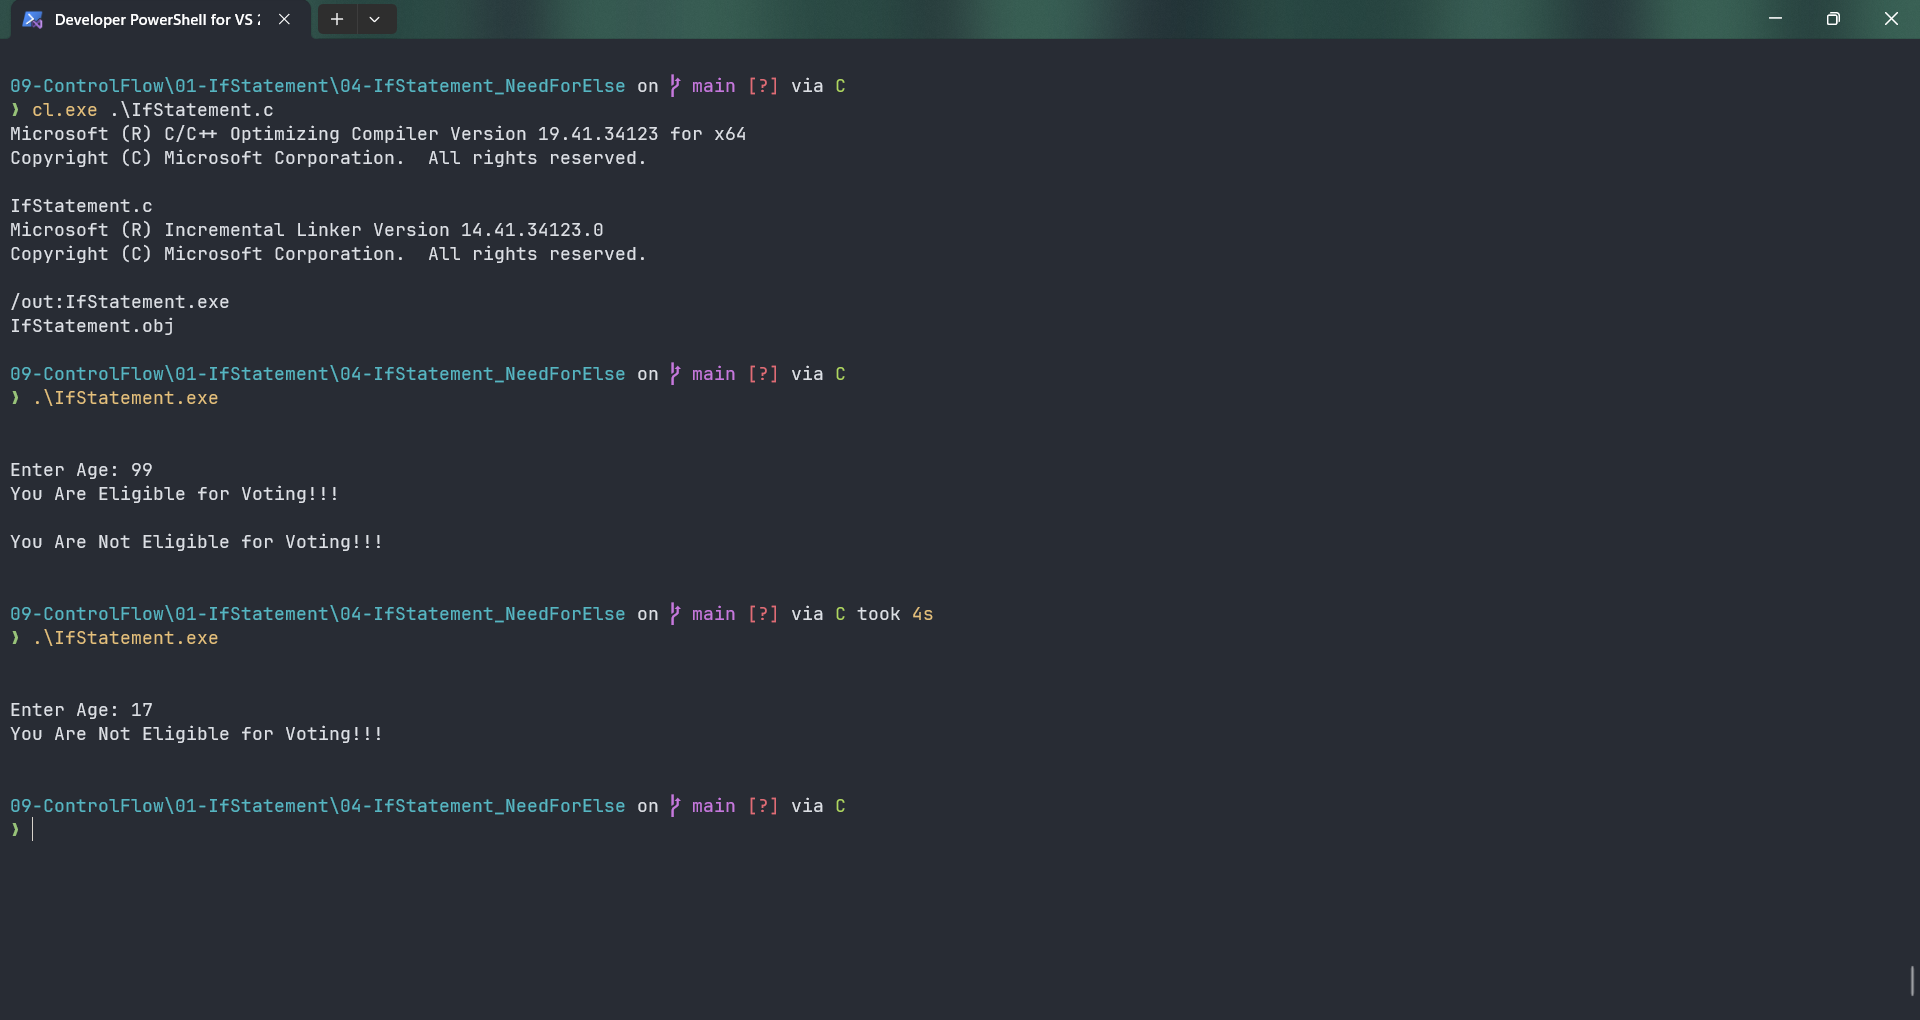 Developer PowerShell for VS 2
09-ControlFlow\01-IfStatement\04-IfStatement_NeedForElse on main [?] via C
❯ cl.exe .\IfStatement.c
Microsoft (R) C/C++ Optimizing Compiler Version 19.41.34123 for x64
Copyright (C) Microsoft Corporation.  All rights reserved.
IfStatement.c
Microsoft (R) Incremental Linker Version 14.41.34123.0
Copyright (C) Microsoft Corporation.  All rights reserved.
/out:IfStatement.exe
IfStatement.obj
09-ControlFlow\01-IfStatement\04-IfStatement_NeedForElse on main [?] via C
❯ .\IfStatement.exe
Enter Age: 99
You Are Eligible for Voting!!!
You Are Not Eligible for Voting!!!
09-ControlFlow\01-IfStatement\04-IfStatement_NeedForElse on main [?] via C took 4s
❯ .\IfStatement.exe
Enter Age: 17
You Are Not Eligible for Voting!!!
09-ControlFlow\01-IfStatement\04-IfStatement_NeedForElse on main [?] via C
❯